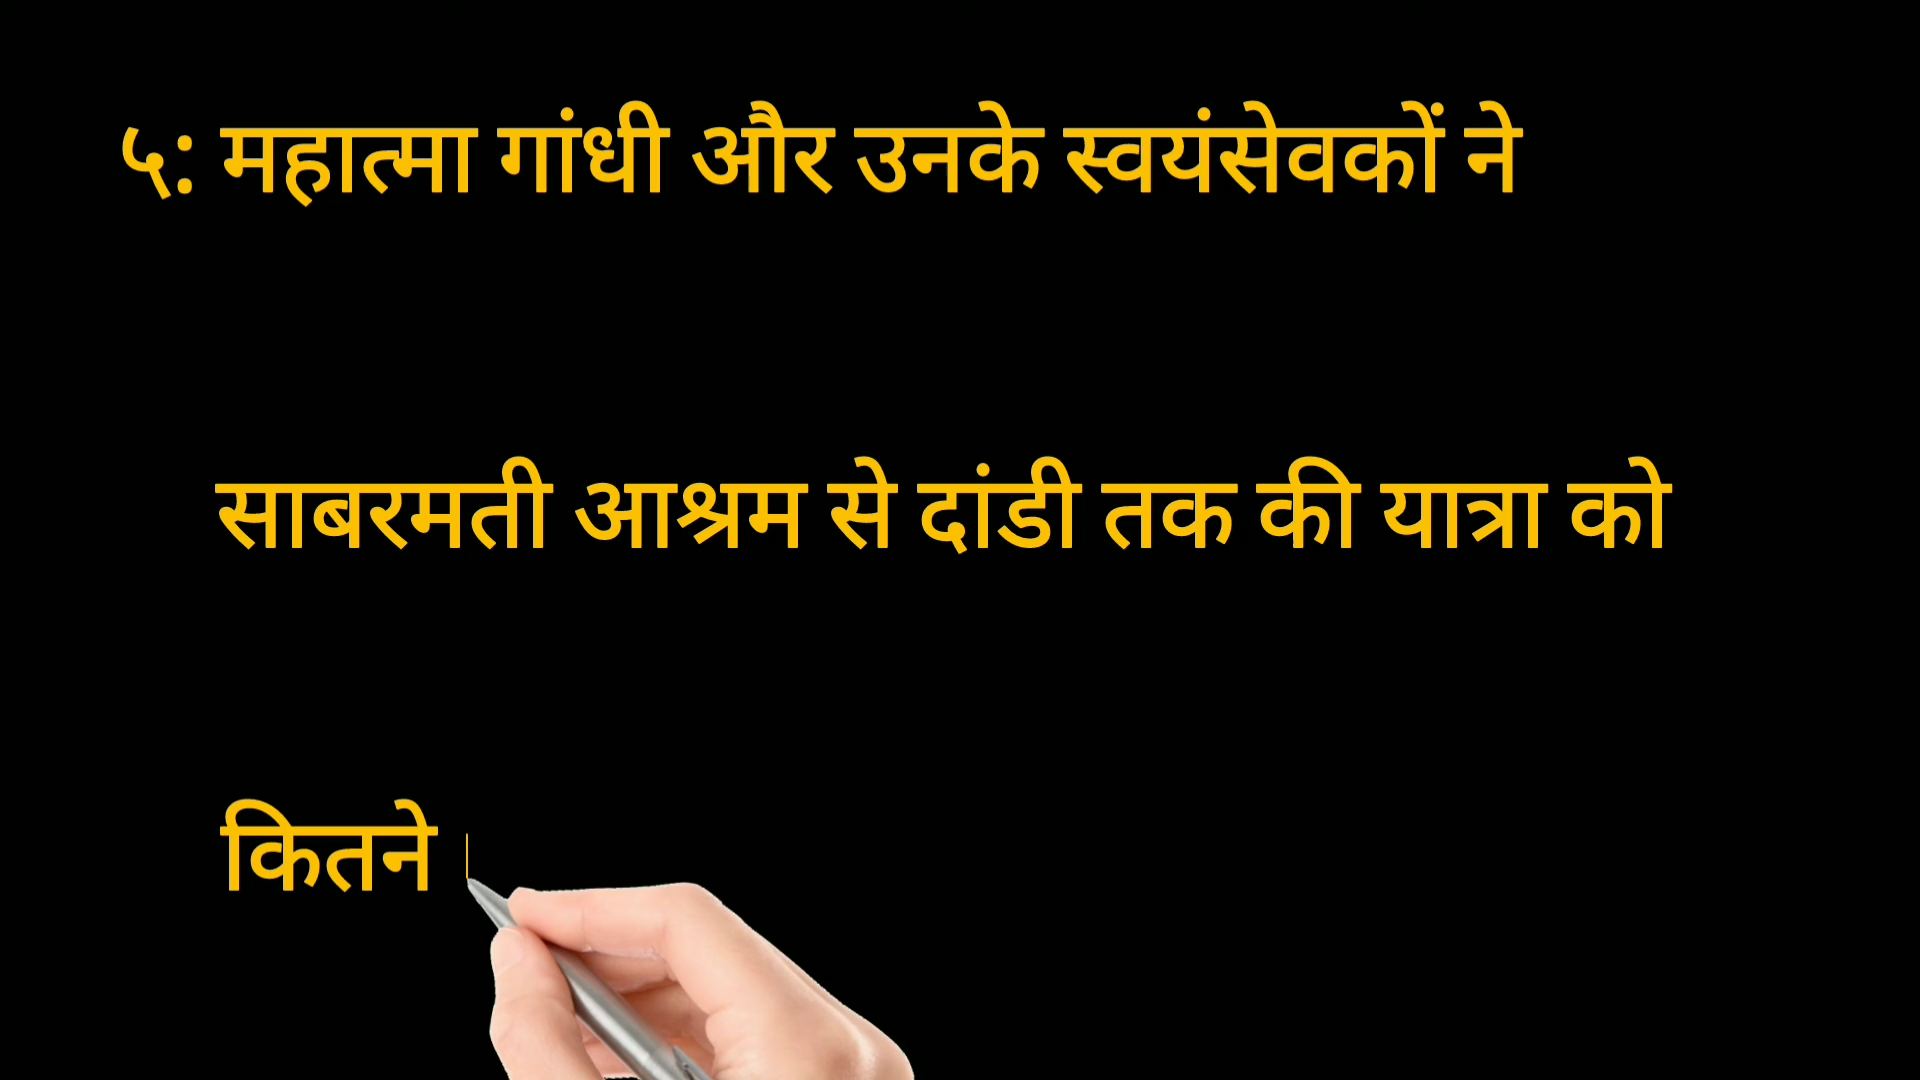 ५: महात्मा गांधी और उनके स्वयंसेवकों ने
साबरमती आश्रम से दांडी तक की यात्रा को
कितने